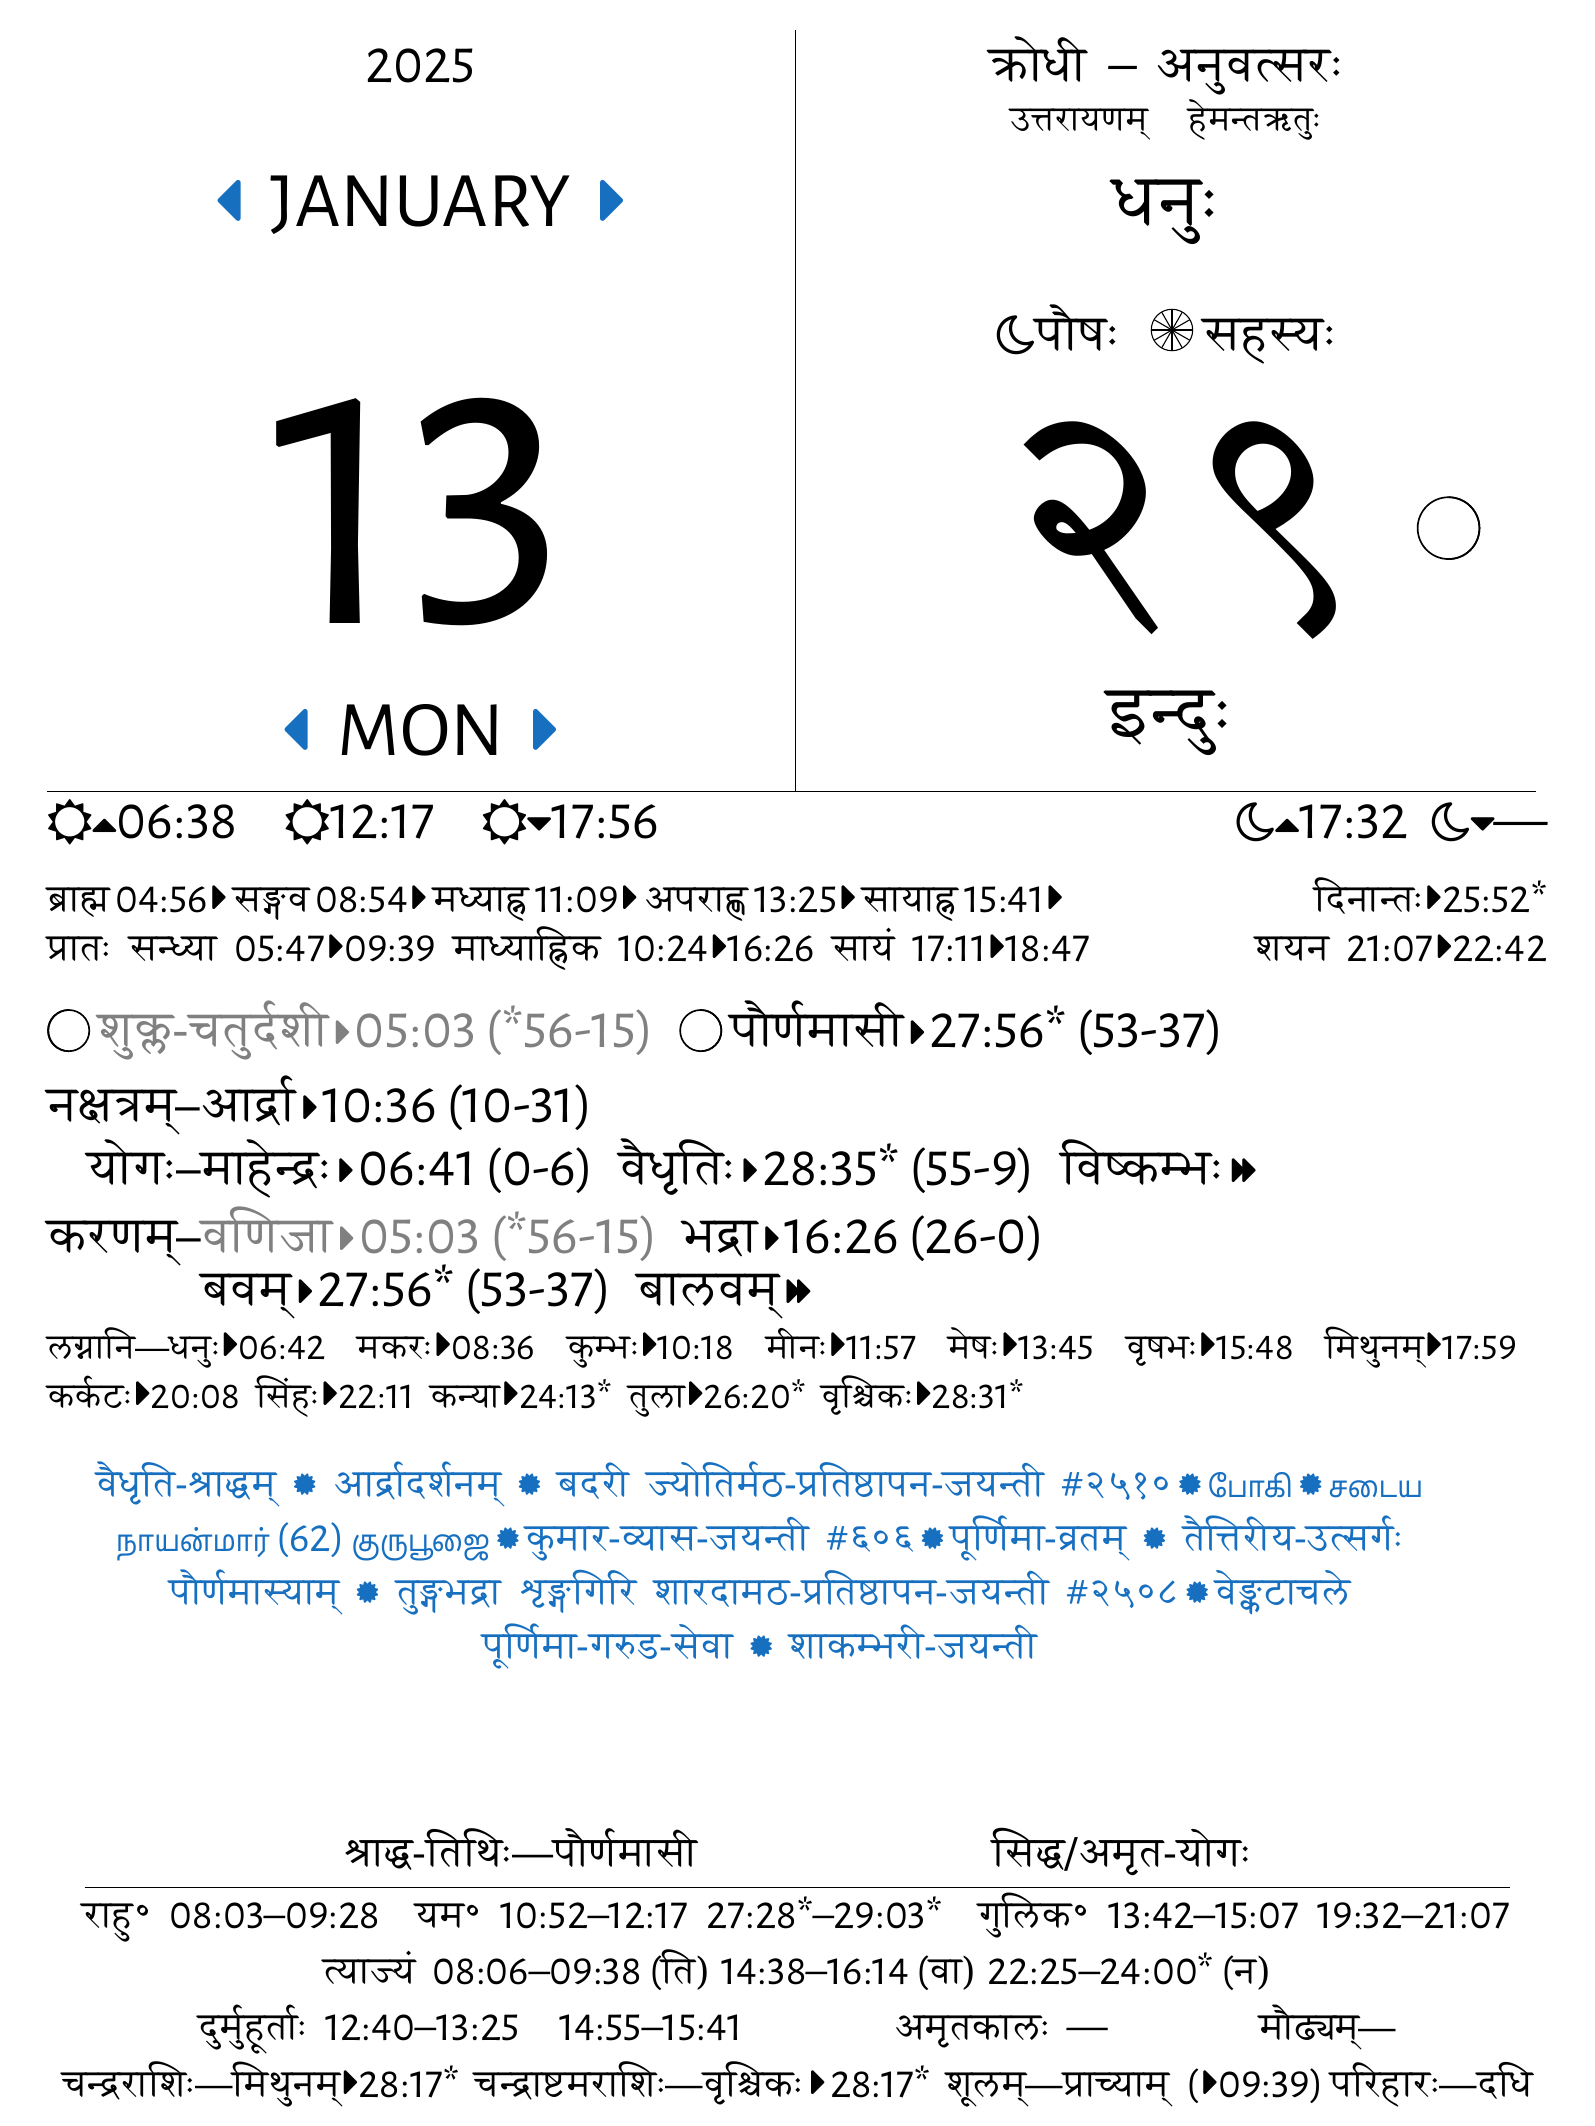 2025
JANUARY
13
MON
क्रोधी – अनुवत्सरः
उत्तरायणम् हेमन्तऋतुः
धनुः
पौषः सहस्यः
२९
इन्दुः
06:38 12:17 17:56 17:32 —
ब्राह्म 04:56 सङ्गव 08:54 मध्याह्न 11:09 अपराह्ण 13:25 सायाह्न 15:41 दिनान्तः 25:52*
प्रातः सन्ध्या 05:47 09:39 माध्याह्निक 10:24 16:26 सायं 17:11 18:47 शयन 21:07 22:42
शुक्ल-चतुर्दशी 05:03 (*56-15) पौर्णमासी 27:56* (53-37)
नक्षत्रम्–आर्द्रा 10:36 (10-31)
योगः–माहेन्द्रः 06:41 (0-6) वैधृतिः 28:35* (55-9) विष्कम्भः
करणम्–वणिजा 05:03 (*56-15) भद्रा 16:26 (26-0)
बवम् 27:56* (53-37) बालवम्
लग्नानि—धनुः 06:42 मकरः 08:36 कुम्भः 10:18 मीनः 11:57 मेषः 13:45 वृषभः 15:48 मिथुनम् 17:59
कर्कटः 20:08 सिंहः 22:11 कन्या 24:13* तुला 26:20* वृश्चिकः 28:31*
वैधृति-श्राद्धम् ✹ आर्द्रादर्शनम् ✹ बदरी ज्योतिर्मठ-प्रतिष्ठापन-जयन्ती #२५१० ✹ போகி ✹ சடைய
நாயன்மார் (62) குருபூஜை ✹ कुमार-व्यास-जयन्ती #६०६ ✹ पूर्णिमा-व्रतम् ✹ तैत्तिरीय-उत्सर्गः
पौर्णमास्याम् ✹ तुङ्गभद्रा शृङ्गगिरि शारदामठ-प्रतिष्ठापन-जयन्ती #२५०८ ✹ वेङ्कटाचले
पूर्णिमा-गरुड-सेवा ✹ शाकम्भरी-जयन्ती
श्राद्ध-तिथिः—पौर्णमासी सिद्ध/अमृत-योगः
राहु॰ 08:03–09:28 यम॰ 10:52–12:17 27:28*–29:03* गुलिक॰ 13:42–15:07 19:32–21:07
त्याज्यं 08:06–09:38 (ति) 14:38–16:14 (वा) 22:25–24:00* (न)
दुर्मुहूर्ताः 12:40–13:25 14:55–15:41 अमृतकालः — मौढ्यम्—
चन्द्रराशिः—मिथुनम् 28:17* चन्द्राष्टमराशिः—वृश्चिकः 28:17* शूलम्—प्राच्याम् ( 09:39) परिहारः—दधि